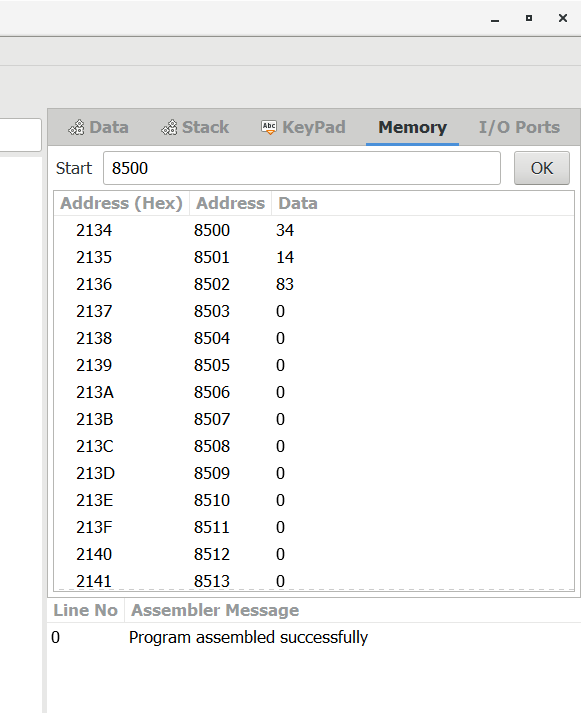 Data Stack Abc KeyPad Memory I/O Ports
Start 8500 OK
Address (Hex) Address Data
2134 8500 34
2135 8501 14
2136 8502 83
2137 8503 0
2138 8504 0
2139 8505 0
213A 8506 0
213B 8507 0
213C 8508 0
213D 8509 0
213E 8510 0
213F 8511 0
2140 8512 0
2141 8513 0
Line No Assembler Message
0 Program assembled successfully